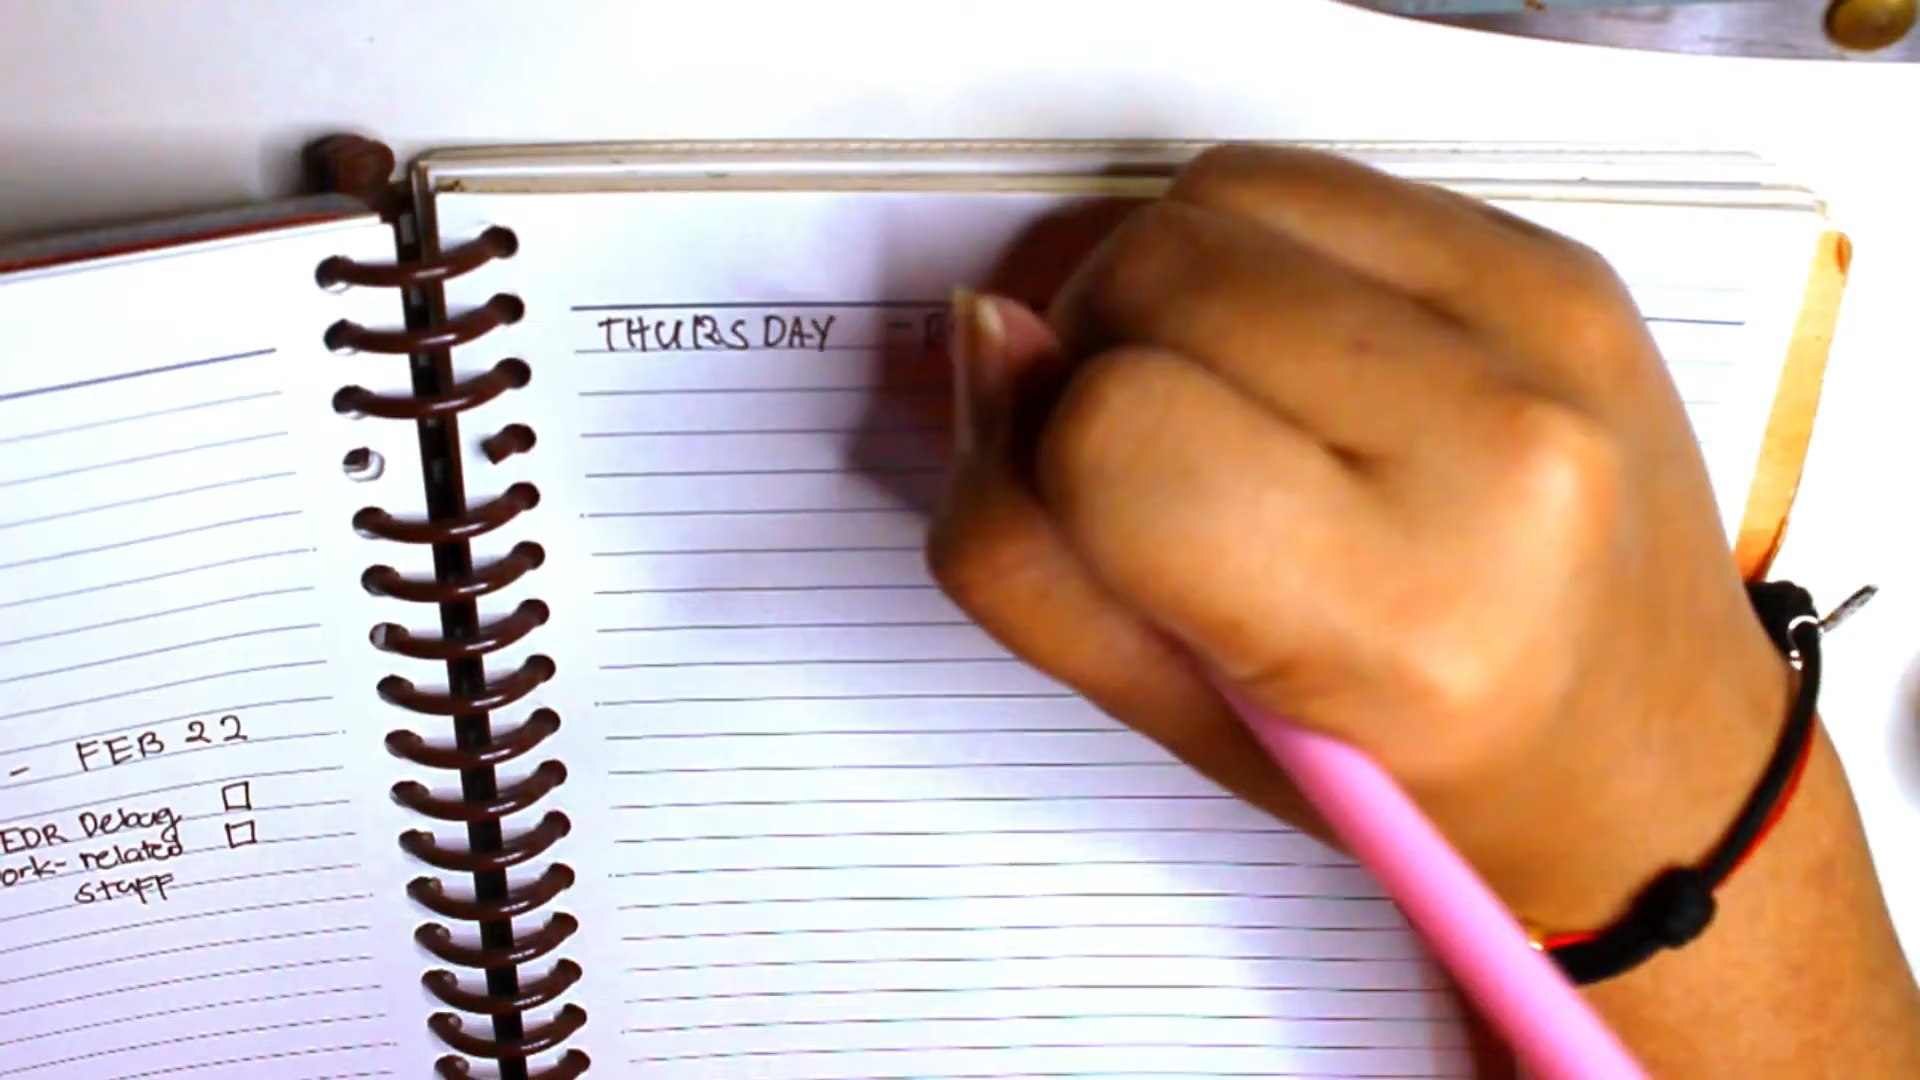 - FEB 22
EDR Debug
ork-related
stuff
THURSDAY -